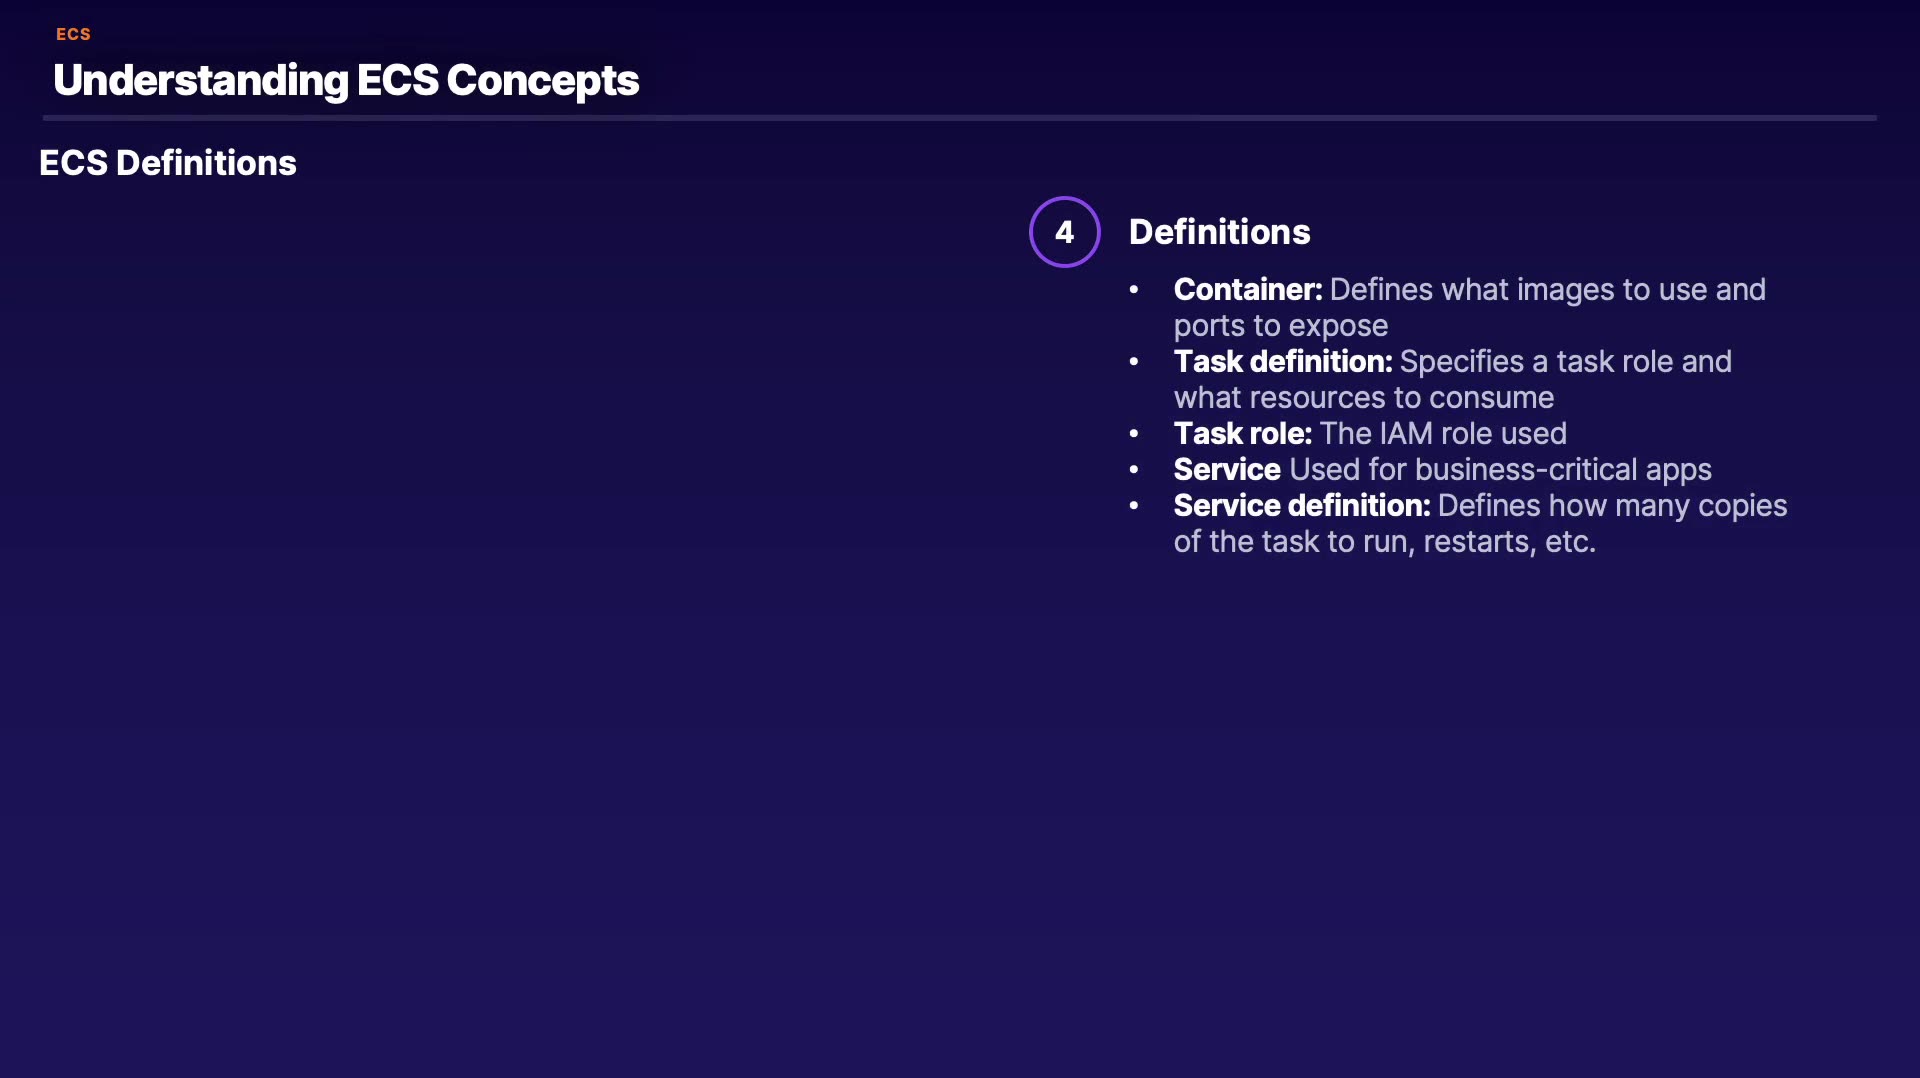 ECS
Understanding ECS Concepts
ECS Definitions
4
Definitions
• Container: Defines what images to use and
ports to expose
• Task definition: Specifies a task role and
what resources to consume
• Task role: The IAM role used
• Service Used for business-critical apps
• Service definition: Defines how many copies
of the task to run, restarts, etc.